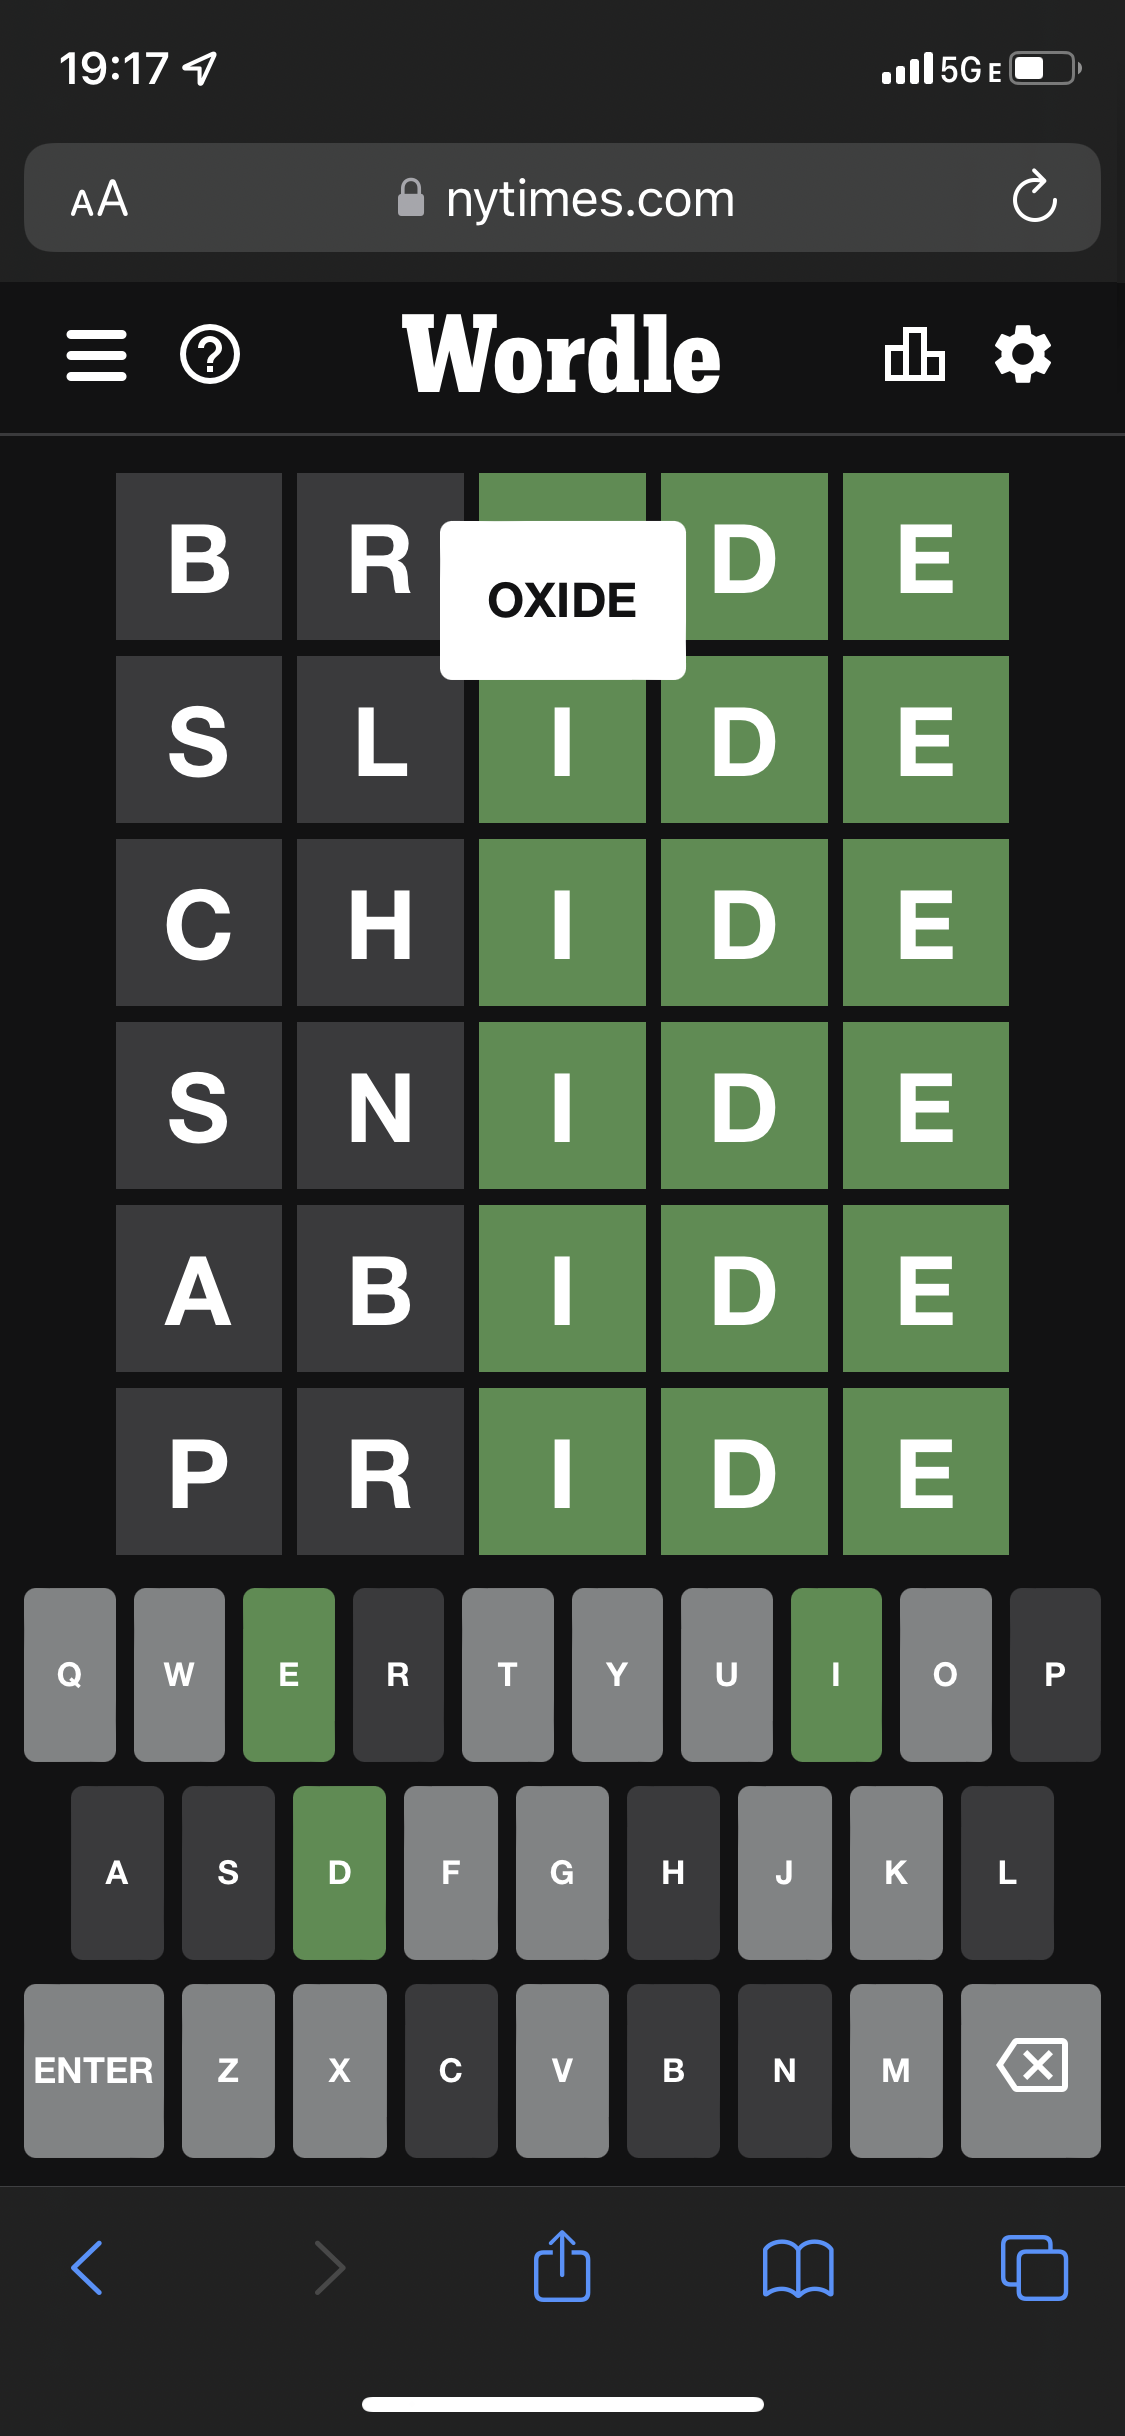 19:17 5G E
AA nytimes.com
Wordle
B R D E
OXIDE
S L I D E
C H I D E
S N I D E
A B I D E
P R I D E
Q W E R T Y U I O P
A S D F G H J K L
ENTER Z X C V B N M